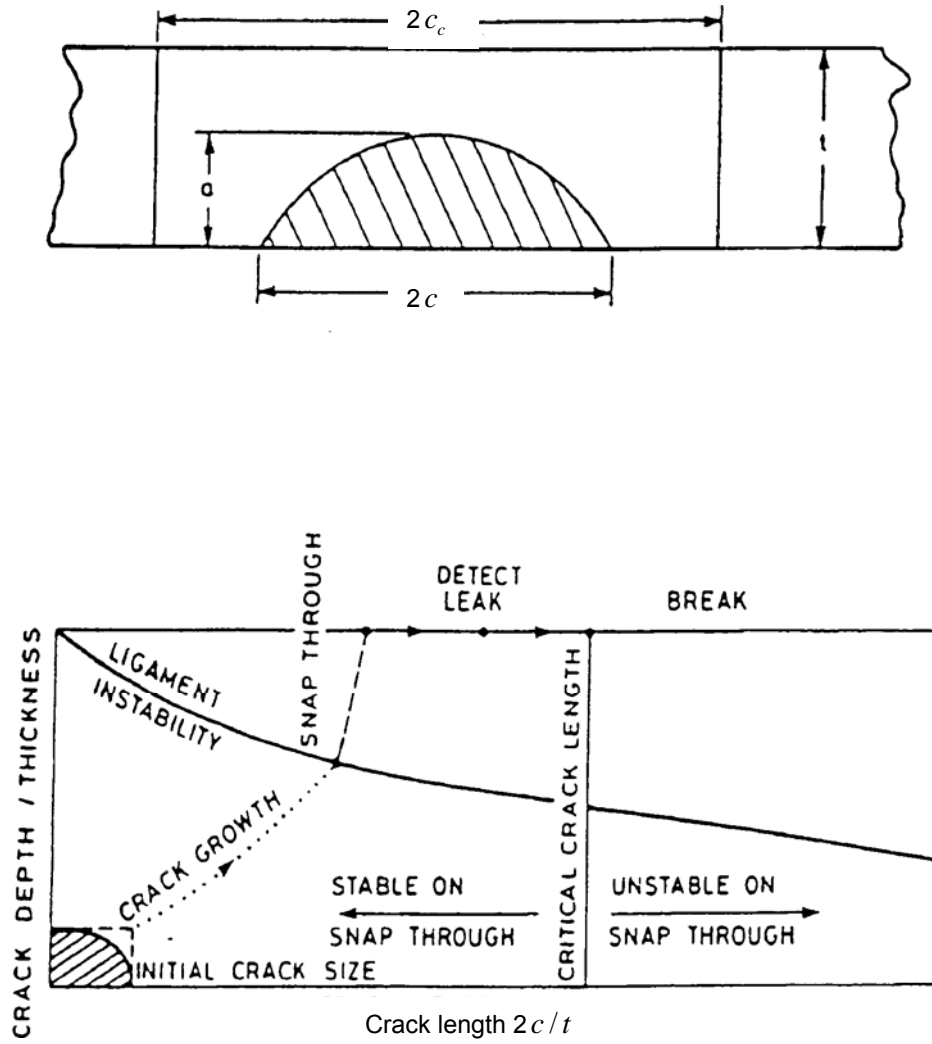 2c_c
t
a
2c
SNAP THROUGH
DETECT
LEAK
BREAK
LIGAMENT
INSTABILITY
CRACK DEPTH / THICKNESS
CRACK GROWTH
CRITICAL CRACK LENGTH
STABLE ON
SNAP THROUGH
UNSTABLE ON
SNAP THROUGH
INITIAL CRACK SIZE
Crack length 2c/t